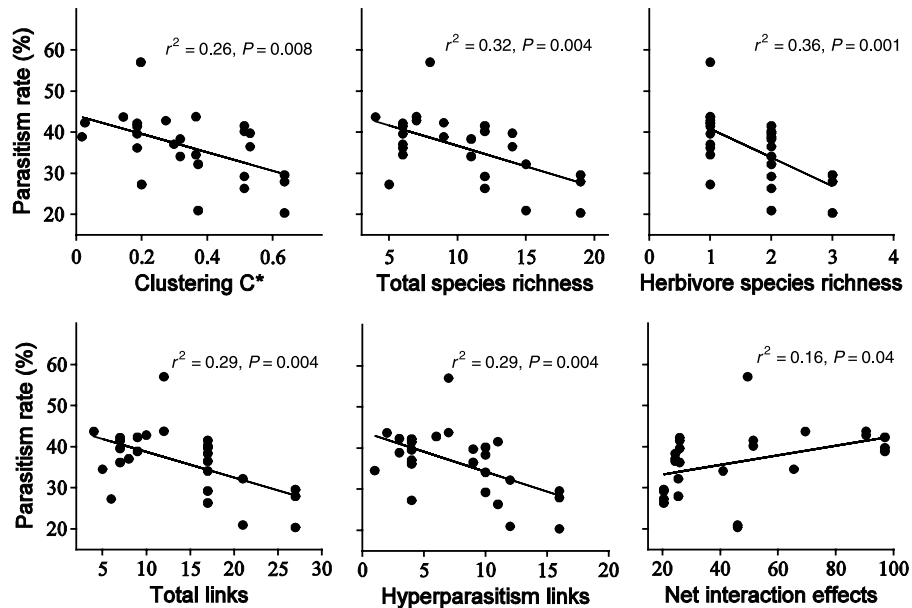 r² = 0.26, P = 0.008
r² = 0.32, P = 0.004
r² = 0.36, P = 0.001
Parasitism rate (%)
60
50
40
30
20
0 0.2 0.4 0.6
5 10 15 20
0 1 2 3 4
Clustering C*
Total species richness
Herbivore species richness
r² = 0.29, P = 0.004
r² = 0.29, P = 0.004
r² = 0.16, P = 0.04
Parasitism rate (%)
60
50
40
30
20
5 10 15 20 25 30
0 5 10 15 20
20 40 60 80 100
Total links
Hyperparasitism links
Net interaction effects